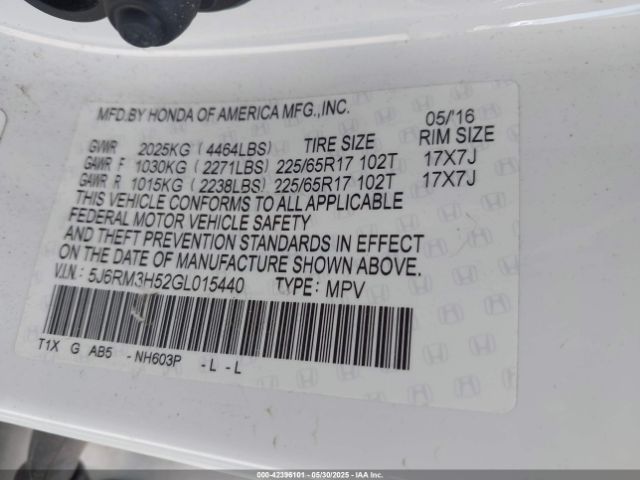 MFD.BY HONDA OF AMERICA MFG.,INC. 05/'16
GVWR 2025KG (4464LBS) TIRE SIZE RIM SIZE
GAWR F 1030KG (2271LBS) 225/65R17 102T 17X7J
GAWR R 1015KG (2238LBS) 225/65R17 102T 17X7J
THIS VEHICLE CONFORMS TO ALL APPLICABLE
FEDERAL MOTOR VEHICLE SAFETY
AND THEFT PREVENTION STANDARDS IN EFFECT
ON THE DATE OF MANUFACTURE SHOWN ABOVE.
V.I.N.: 5J6RM3H52GL015440 TYPE: MPV
T1X G AB5 -NH603P -L -L
000-42396101 - 05/30/2025 - IAAI.COM